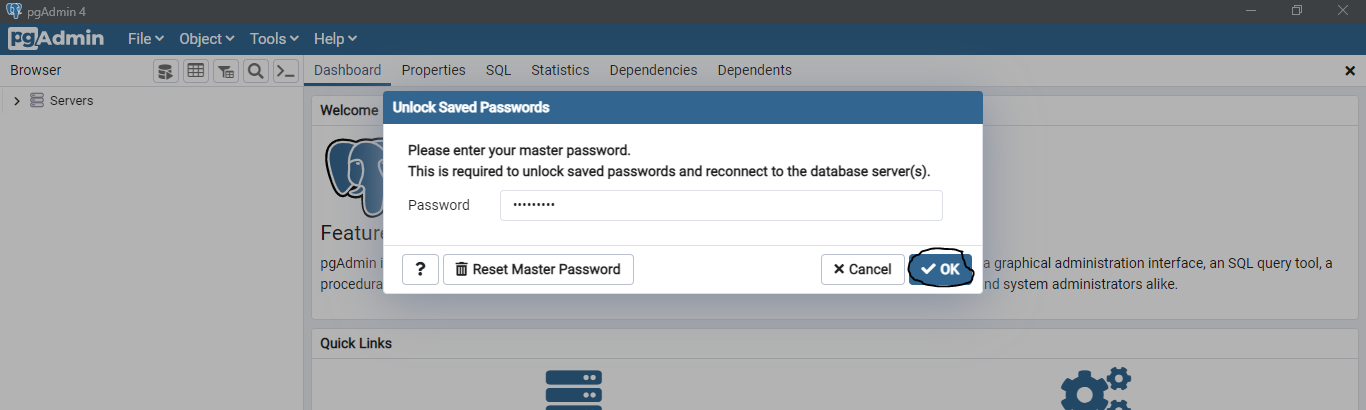 pgAdmin 4
pgAdmin File Object Tools Help
Browser Dashboard Properties SQL Statistics Dependencies Dependents
Servers
Welcome
Unlock Saved Passwords
Please enter your master password.
This is required to unlock saved passwords and reconnect to the database server(s).
Password •••••••••
Feature
? Reset Master Password Cancel OK
pgAdmin i a graphical administration interface, an SQL query tool, a
procedura nd system administrators alike.
Quick Links